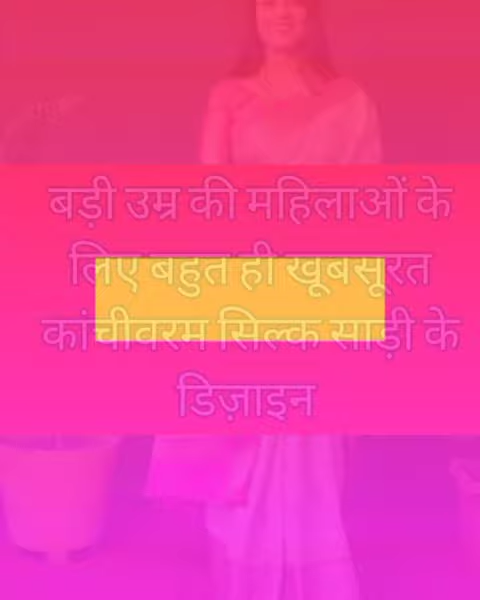 बड़ी उम्र की महिलाओं के
लिए बहुत ही खूबसूरत
कांचीवरम सिल्क साड़ी के
डिज़ाइन